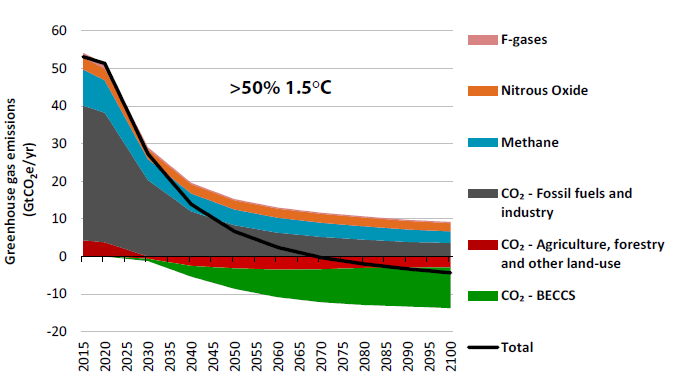 60
50
40
30
20
10
0
-10
-20
Greenhouse gas emissions
(GtCO₂e/yr)
>50% 1.5°C
2015
2020
2025
2030
2035
2040
2045
2050
2055
2060
2065
2070
2075
2080
2085
2090
2095
2100
F-gases
Nitrous Oxide
Methane
CO₂ - Fossil fuels and
industry
CO₂ - Agriculture, forestry
and other land-use
CO₂ - BECCS
Total